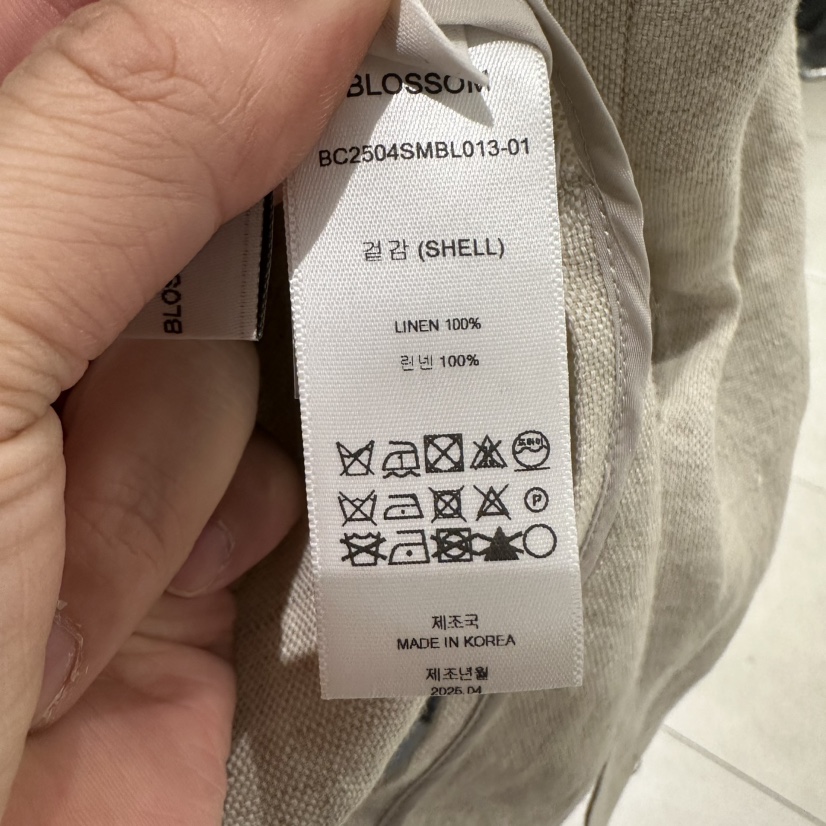 BLOSSOM
BC2504SMBL013-01
겉감 (SHELL)
LINEN 100%
린넨 100%
드라이
P
제조국
MADE IN KOREA
제조년월
2025.04
BLOS